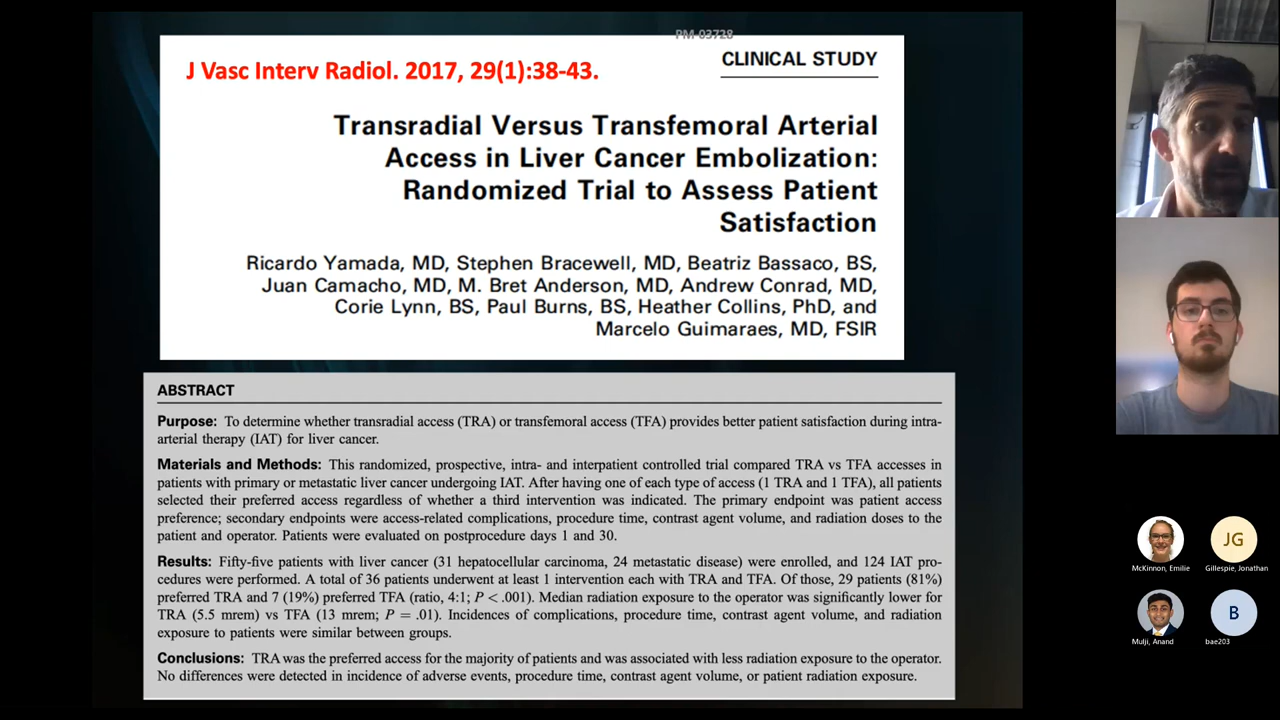 PM-03728
J Vasc Interv Radiol. 2017, 29(1):38-43.
CLINICAL STUDY
Transradial Versus Transfemoral Arterial
Access in Liver Cancer Embolization:
Randomized Trial to Assess Patient
Satisfaction
Ricardo Yamada, MD, Stephen Bracewell, MD, Beatriz Bassaco, BS,
Juan Camacho, MD, M. Bret Anderson, MD, Andrew Conrad, MD,
Corie Lynn, BS, Paul Burns, BS, Heather Collins, PhD, and
Marcelo Guimaraes, MD, FSIR
ABSTRACT
Purpose: To determine whether transradial access (TRA) or transfemoral access (TFA) provides better patient satisfaction during intra-
arterial therapy (IAT) for liver cancer.
Materials and Methods: This randomized, prospective, intra- and interpatient controlled trial compared TRA vs TFA accesses in
patients with primary or metastatic liver cancer undergoing IAT. After having one of each type of access (1 TRA and 1 TFA), all patients
selected their preferred access regardless of whether a third intervention was indicated. The primary endpoint was patient access
preference; secondary endpoints were access-related complications, procedure time, contrast agent volume, and radiation doses to the
patient and operator. Patients were evaluated on postprocedure days 1 and 30.
Results: Fifty-five patients with liver cancer (31 hepatocellular carcinoma, 24 metastatic disease) were enrolled, and 124 IAT pro-
cedures were performed. A total of 36 patients underwent at least 1 intervention each with TRA and TFA. Of those, 29 patients (81%)
preferred TRA and 7 (19%) preferred TFA (ratio, 4:1; P < .001). Median radiation exposure to the operator was significantly lower for
TRA (5.5 mrem) vs TFA (13 mrem; P = .01). Incidences of complications, procedure time, contrast agent volume, and radiation
exposure to patients were similar between groups.
Conclusions: TRA was the preferred access for the majority of patients and was associated with less radiation exposure to the operator.
No differences were detected in incidence of adverse events, procedure time, contrast agent volume, or patient radiation exposure.
JG
McKinnon, Emilie
Gillespie, Jonathan
B
Mulji, Anand
bae203